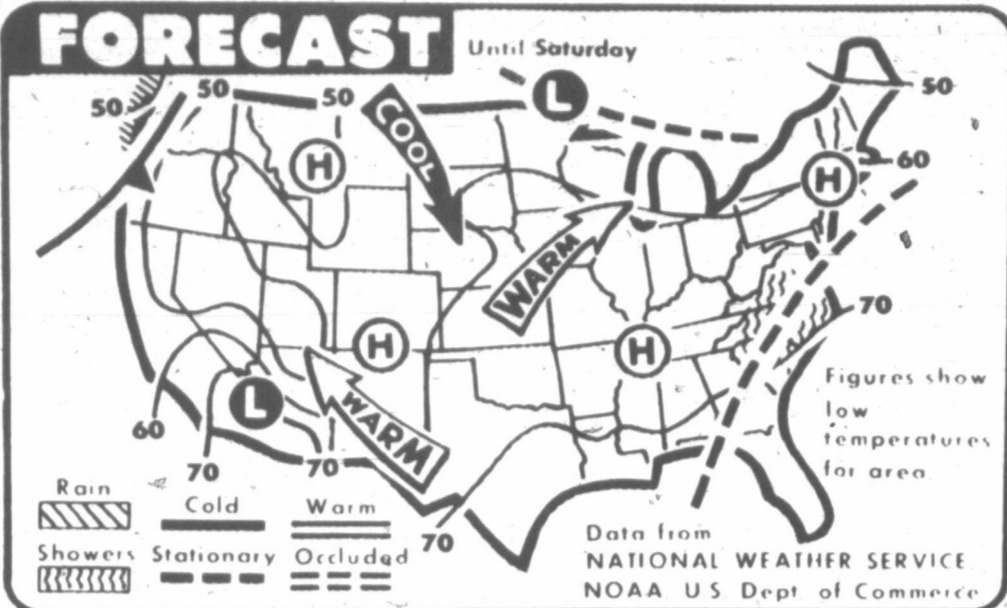 FORECAST
Until Saturday
L
50
50
50
COOL
50
H
60
H
WARM
70
H
H
Figures show
low
temperatures
for area
L
WARM
60
70
70
70
Rain
Cold
Warm
Showers
Stationary
Occluded
Data from
NATIONAL WEATHER SERVICE
NOAA U S Dept. of Commerce